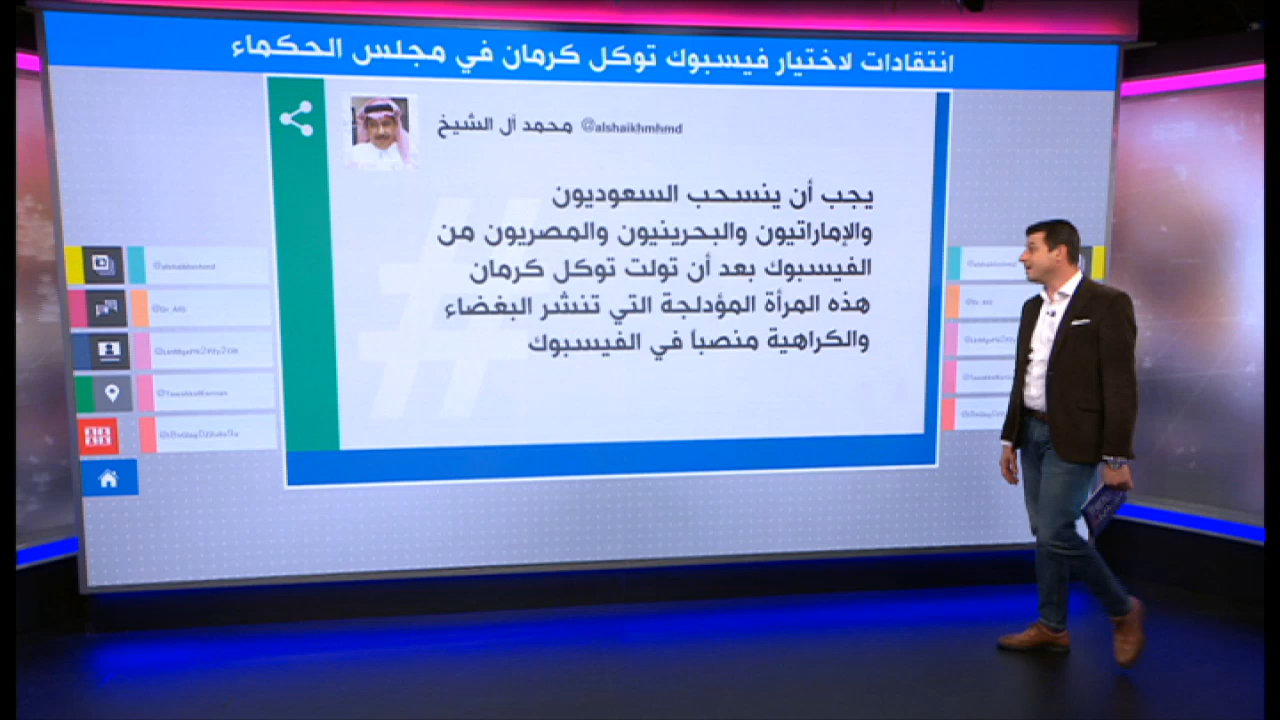 انتقادات لاختيار فيسبوك توكل كرمان في مجلس الحكماء
محمد آل الشيخ @alshaikhmhmd
يجب أن ينسحب السعوديون
والإماراتيون والبحرينيون والمصريون من
الفيسبوك بعد أن تولت توكل كرمان
هذه المرأة المؤدلجة التي تنشر البغضاء
والكراهية منصباً في الفيسبوك
@alshaikhmhmd
@TawakkolKarman
@alshaikhmhmd